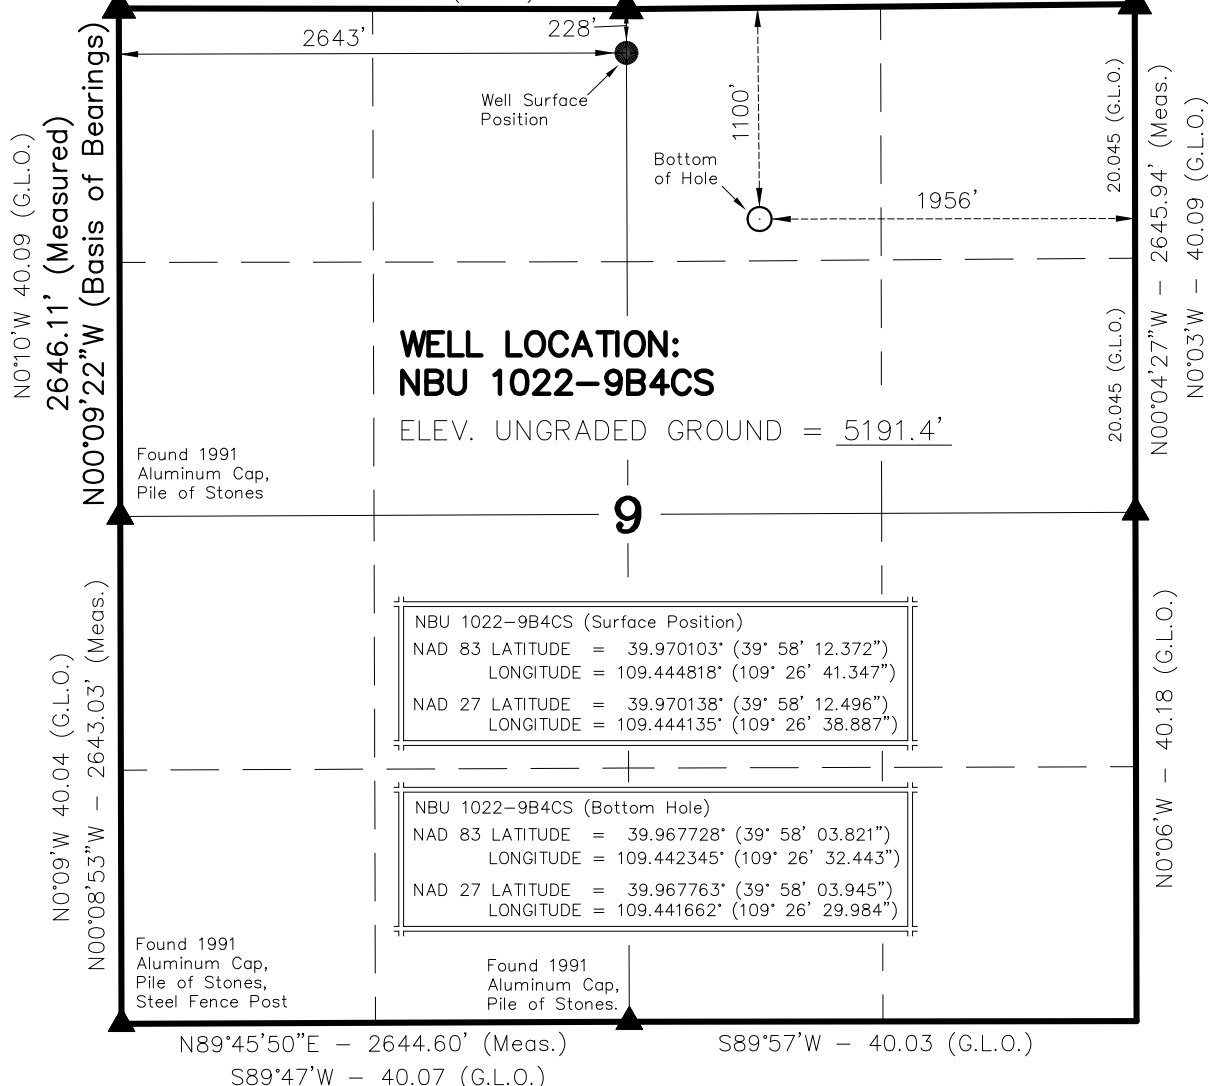 2643'
228'
Well Surface
Position
1100'
Bottom
of Hole
1956'
20.045 (G.L.O.)
20.045 (G.L.O.)
N00°04'27"W – 2645.94' (Meas.)
N0°03'W – 40.09 (G.L.O.)
N0°10'W 40.09 (G.L.O.)
2646.11' (Measured)
N00°09'22"W (Basis of Bearings)
WELL LOCATION:
NBU 1022–9B4CS
ELEV. UNGRADED GROUND = 5191.4'
Found 1991
Aluminum Cap,
Pile of Stones
9
NBU 1022–9B4CS (Surface Position)
NAD 83 LATITUDE = 39.970103° (39° 58' 12.372")
LONGITUDE = 109.444818° (109° 26' 41.347")
NAD 27 LATITUDE = 39.970138° (39° 58' 12.496")
LONGITUDE = 109.444135° (109° 26' 38.887")
NBU 1022–9B4CS (Bottom Hole)
NAD 83 LATITUDE = 39.967728° (39° 58' 03.821")
LONGITUDE = 109.442345° (109° 26' 32.443")
NAD 27 LATITUDE = 39.967763° (39° 58' 03.945")
LONGITUDE = 109.441662° (109° 26' 29.984")
N0°09'W 40.04 (G.L.O.)
N00°08'53"W – 2643.03' (Meas.)
N0°06'W – 40.18 (G.L.O.)
Found 1991
Aluminum Cap,
Pile of Stones,
Steel Fence Post
Found 1991
Aluminum Cap,
Pile of Stones.
N89°45'50"E – 2644.60' (Meas.)
S89°57'W – 40.03 (G.L.O.)
S89°47'W – 40.07 (G.L.O.)